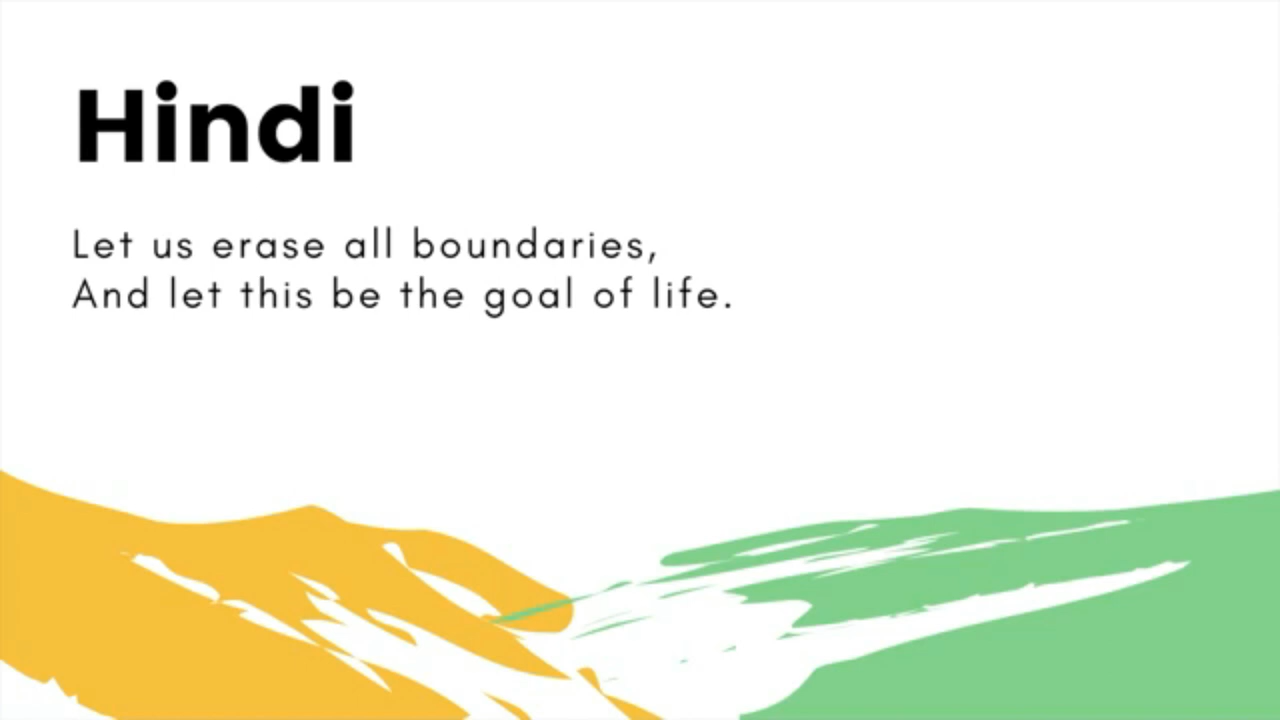 Hindi
Let us erase all boundaries,
And let this be the goal of life.